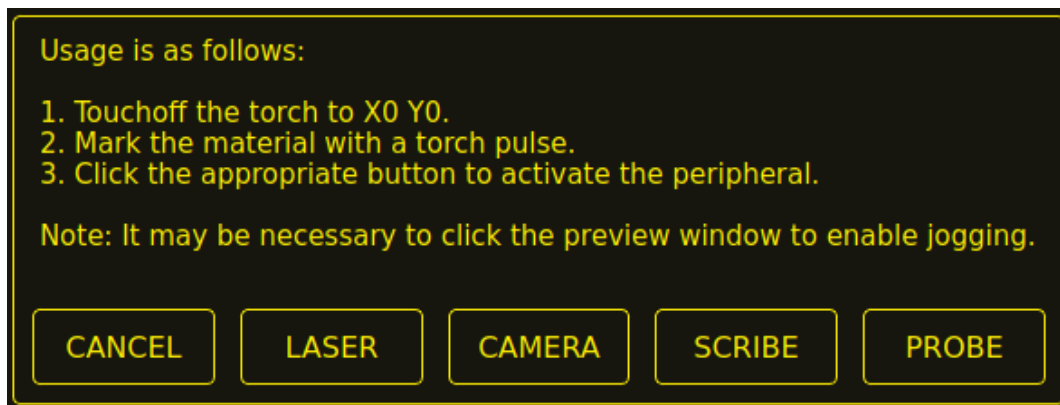 Usage is as follows:
1. Touchoff the torch to X0 Y0.
2. Mark the material with a torch pulse.
3. Click the appropriate button to activate the peripheral.
Note: It may be necessary to click the preview window to enable jogging.
CANCEL LASER CAMERA SCRIBE PROBE